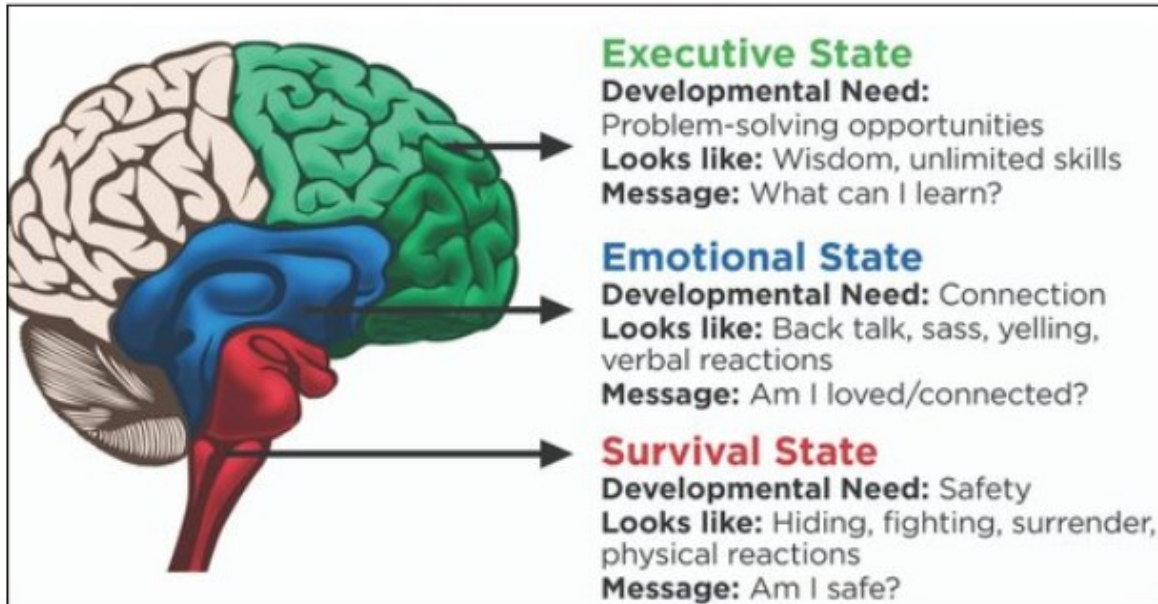 Executive State
Developmental Need:
Problem-solving opportunities
Looks like: Wisdom, unlimited skills
Message: What can I learn?
Emotional State
Developmental Need: Connection
Looks like: Back talk, sass, yelling,
verbal reactions
Message: Am I loved/connected?
Survival State
Developmental Need: Safety
Looks like: Hiding, fighting, surrender,
physical reactions
Message: Am I safe?